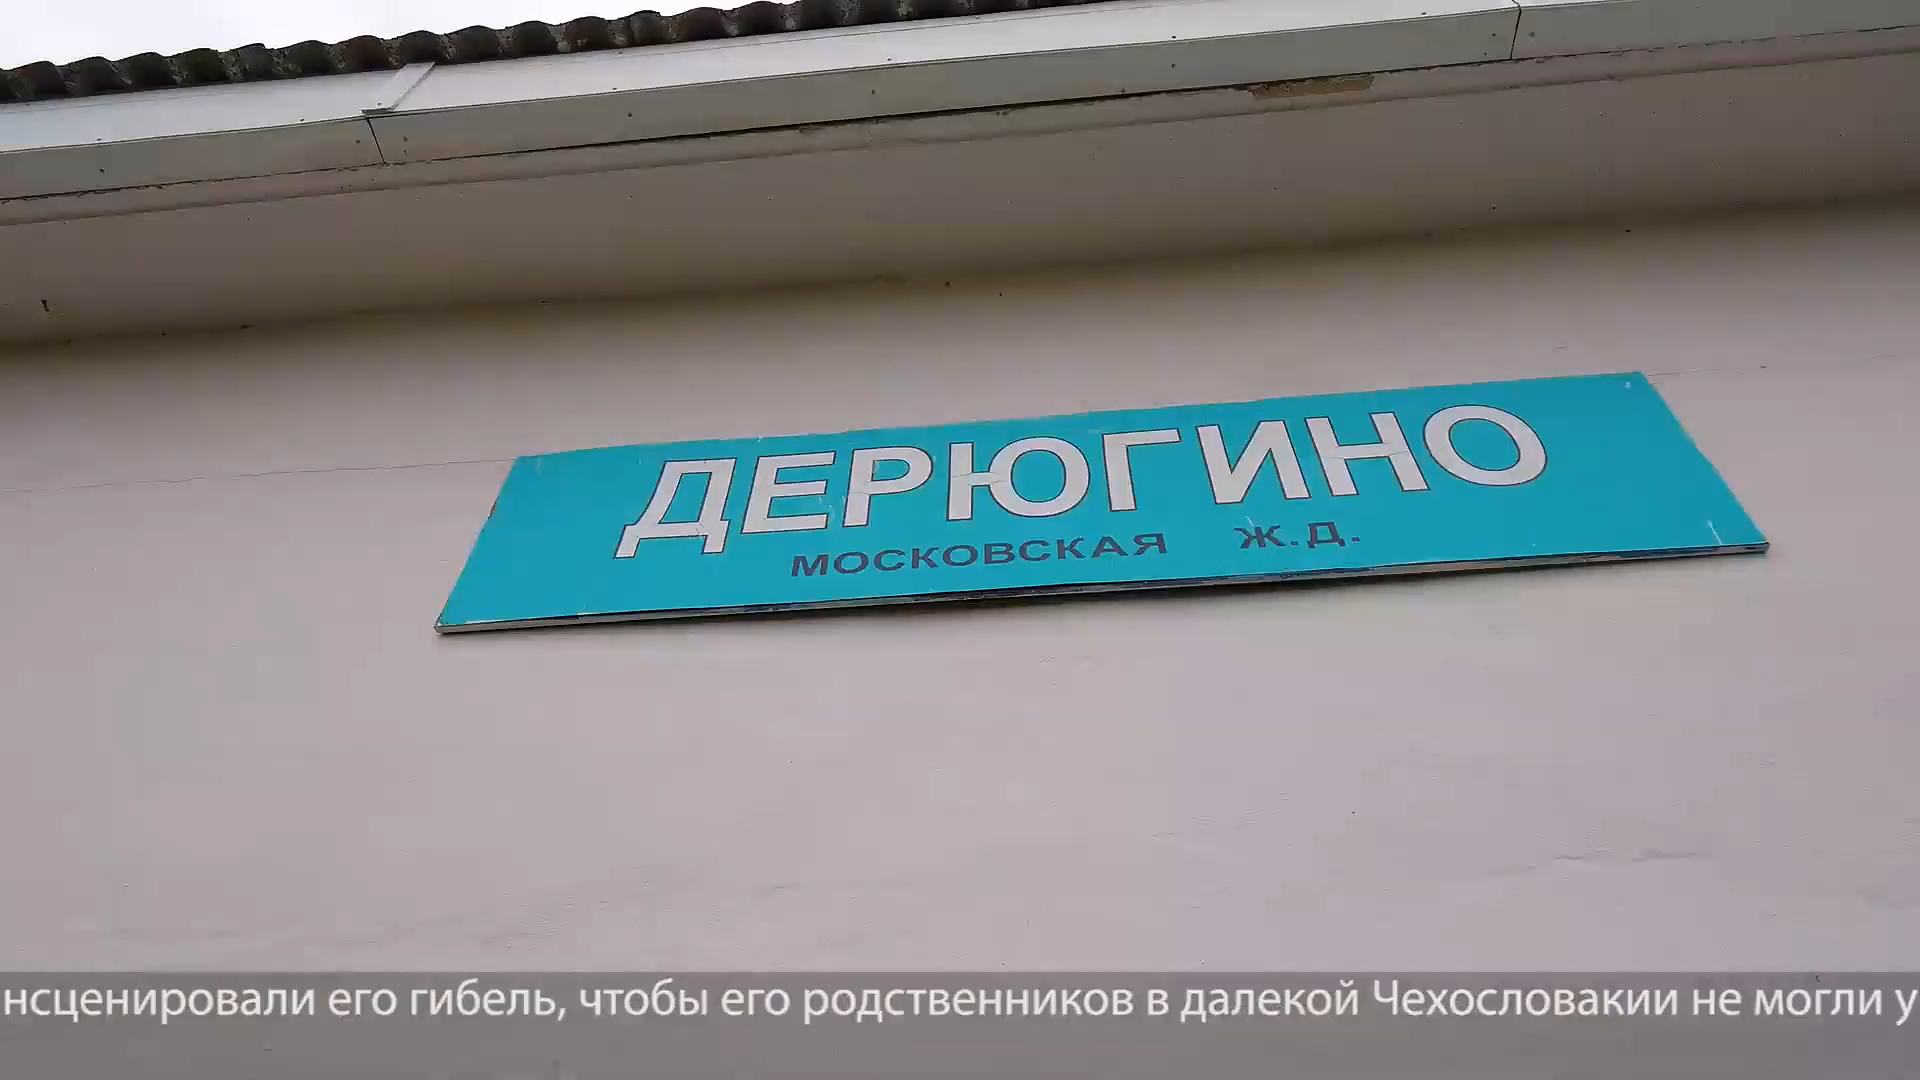 ДЕРЮГИНО
МОСКОВСКАЯ Ж.Д.
нсценировали его гибель, чтобы его родственников в далекой Чехословакии не могли у